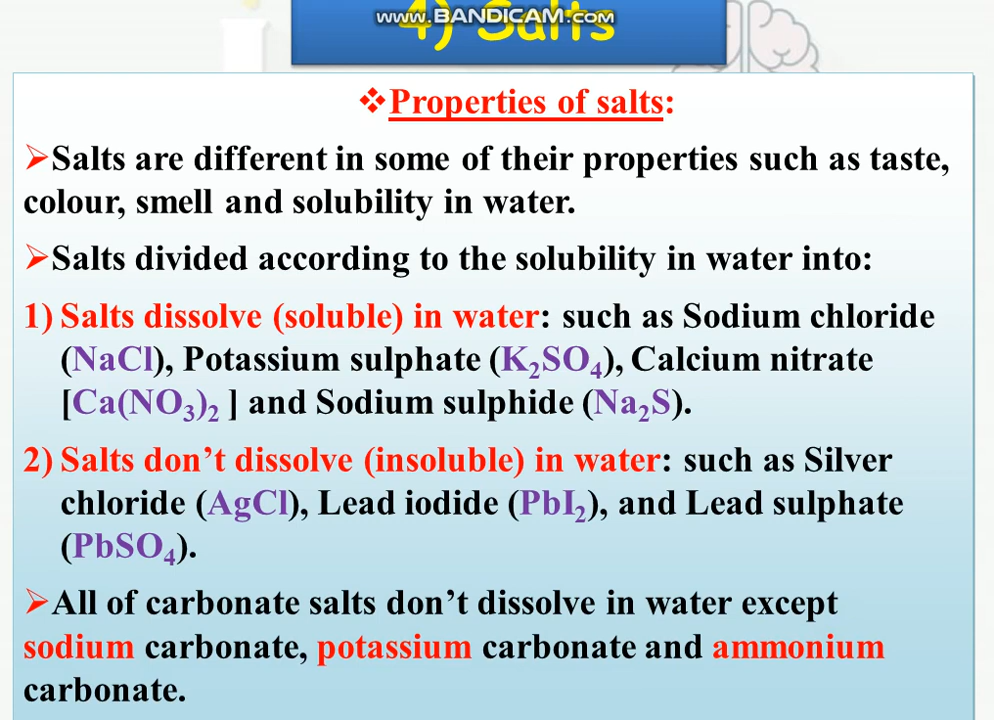 www.BANDICAM.com
4) Salts
❖Properties of salts:
➢Salts are different in some of their properties such as taste,
colour, smell and solubility in water.
➢Salts divided according to the solubility in water into:
1) Salts dissolve (soluble) in water: such as Sodium chloride
(NaCl), Potassium sulphate (K₂SO₄), Calcium nitrate
[Ca(NO₃)₂ ] and Sodium sulphide (Na₂S).
2) Salts don’t dissolve (insoluble) in water: such as Silver
chloride (AgCl), Lead iodide (PbI₂), and Lead sulphate
(PbSO₄).
➢All of carbonate salts don’t dissolve in water except
sodium carbonate, potassium carbonate and ammonium
carbonate.